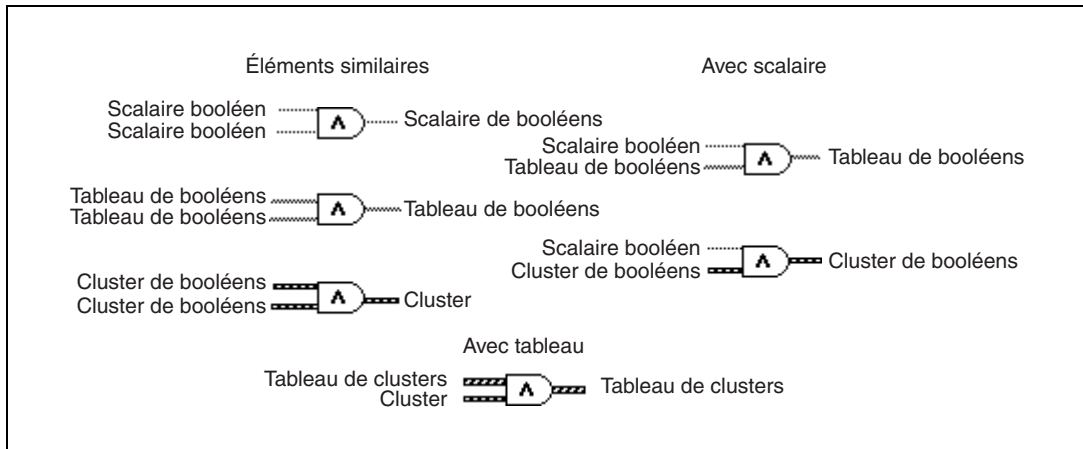 Éléments similaires
Avec scalaire
Scalaire booléen
Scalaire booléen
Scalaire de booléens
Scalaire booléen
Tableau de booléens
Tableau de booléens
Tableau de booléens
Tableau de booléens
Tableau de booléens
Scalaire booléen
Cluster de booléens
Cluster de booléens
Cluster de booléens
Cluster de booléens
Cluster
Avec tableau
Tableau de clusters
Cluster
Tableau de clusters